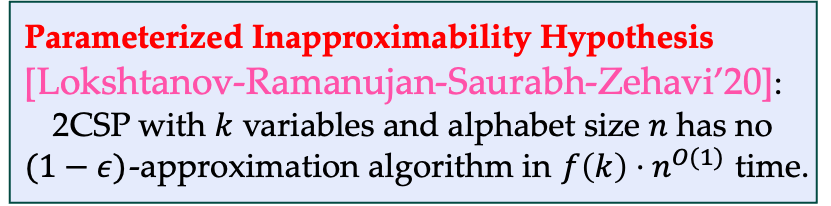 Parameterized Inapproximability Hypothesis
[Lokshtanov-Ramanujan-Saurabh-Zehavi’20]:
2CSP with 𝑘 variables and alphabet size 𝑛 has no
(1 − 𝜖)-approximation algorithm in 𝑓(𝑘) ⋅ 𝑛^{𝑂(1)} time.